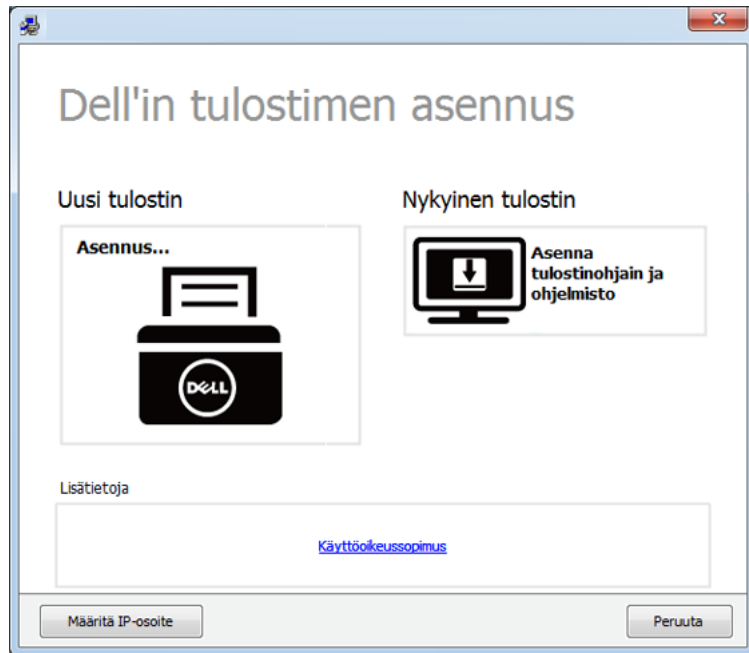 Dell'in tulostimen asennus
Uusi tulostin
Nykyinen tulostin
Asennus...
DELL
Asenna
tulostinohjain ja
ohjelmisto
Lisätietoja
Käyttöoikeussopimus
Määritä IP-osoite
Peruuta